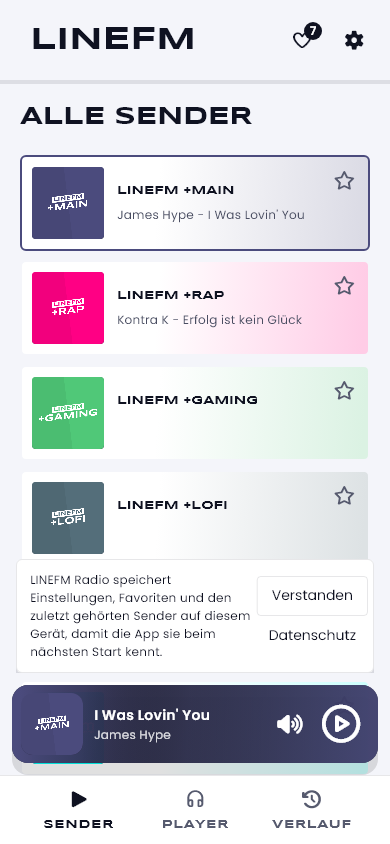 LINEFM
7
ALLE SENDER
LINEFM
+MAIN
LINEFM +MAIN
James Hype - I Was Lovin' You
LINEFM
+RAP
LINEFM +RAP
Kontra K - Erfolg ist kein Glück
LINEFM
+GAMING
LINEFM +GAMING
LINEFM
+LOFI
LINEFM +LOFI
LINEFM Radio speichert
Einstellungen, Favoriten und den
zuletzt gehörten Sender auf diesem
Gerät, damit die App sie beim
nächsten Start kennt.
Verstanden
Datenschutz
LINEFM
+MAIN
I Was Lovin' You
James Hype
SENDER
PLAYER
VERLAUF